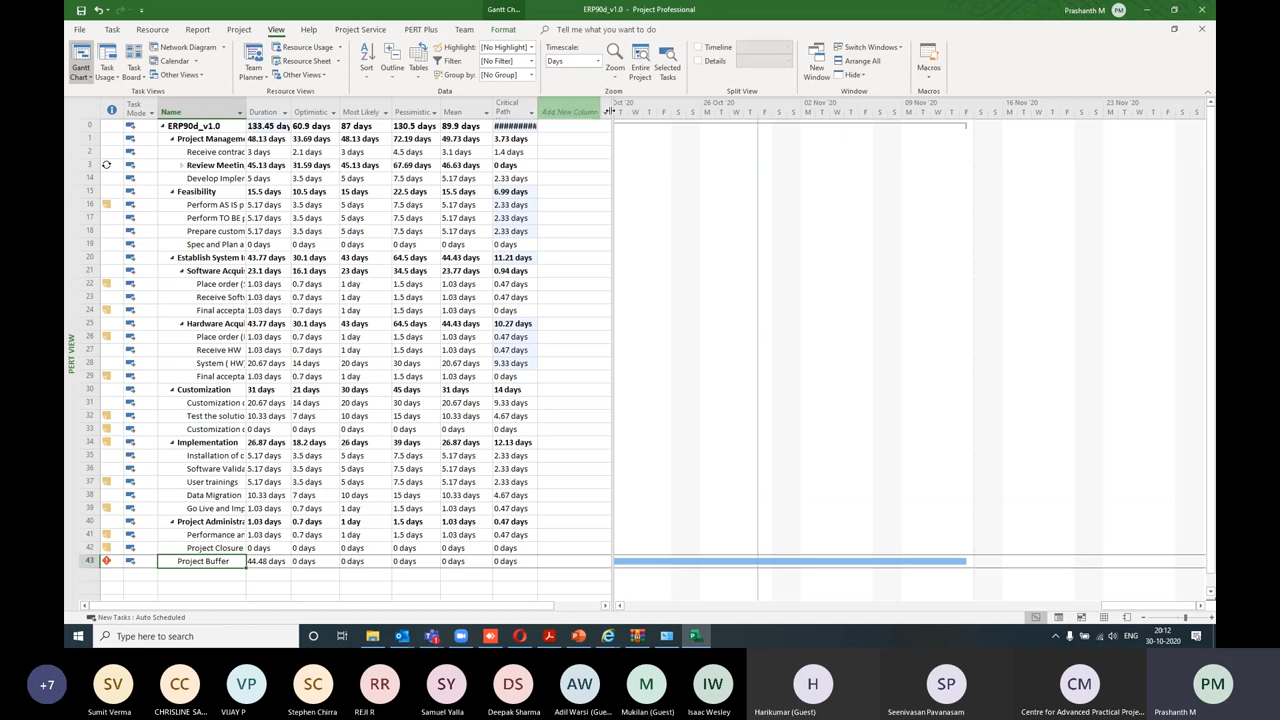 Gantt Ch... ERP90d_v1.0 - Project Professional Prashanth M PM
File Task Resource Report Project View Help Project Service PERT Plus Team Format Tell me what you want to do
Gantt Chart Task Usage Task Board Network Diagram Calendar Other Views Team Planner Resource Usage Resource Sheet Other Views Sort Outline Tables Highlight: [No Highlight] Filter: [No Filter] Group by: [No Group] Timescale: Days Zoom Entire Project Selected Tasks Timeline Details New Window Switch Windows Arrange All Hide Macros
Task Views Resource Views Data Zoom Split View Window Macros
Task Mode Name Duration Optimistic Most Likely Pessimistic Mean Critical Path Add New Column
Oct '20 26 Oct '20 02 Nov '20 09 Nov '20 16 Nov '20 23 Nov '20
T W T F S S M T W T F S S M T W T F S S M T W T F S S M T W T F S S M T W T F S
0 ERP90d_v1.0 133.45 day 60.9 days 87 days 130.5 days 89.9 days #########
1 Project Managem 48.13 days 33.69 days 48.13 days 72.19 days 49.73 days 3.73 days
2 Receive contrac 3 days 2.1 days 3 days 4.5 days 3.1 days 1.4 days
3 Review Meetin 45.13 days 31.59 days 45.13 days 67.69 days 46.63 days 0 days
14 Develop Implen 5 days 3.5 days 5 days 7.5 days 5.17 days 2.33 days
15 Feasibility 15.5 days 10.5 days 15 days 22.5 days 15.5 days 6.99 days
16 Perform AS IS p 5.17 days 3.5 days 5 days 7.5 days 5.17 days 2.33 days
17 Perform TO BE p 5.17 days 3.5 days 5 days 7.5 days 5.17 days 2.33 days
18 Prepare custom 5.17 days 3.5 days 5 days 7.5 days 5.17 days 2.33 days
19 Spec and Plan a 0 days 0 days 0 days 0 days 0 days 0 days
20 Establish System I 43.77 days 30.1 days 43 days 64.5 days 44.43 days 11.21 days
21 Software Acqui 23.1 days 16.1 days 23 days 34.5 days 23.77 days 0.94 days
22 Place order (S 1.03 days 0.7 days 1 day 1.5 days 1.03 days 0.47 days
23 Receive Soft 1.03 days 0.7 days 1 day 1.5 days 1.03 days 0.47 days
24 Final accepta 1.03 days 0.7 days 1 day 1.5 days 1.03 days 0 days
25 Hardware Acqu 43.77 days 30.1 days 43 days 64.5 days 44.43 days 10.27 days
26 Place order ( 1.03 days 0.7 days 1 day 1.5 days 1.03 days 0.47 days
27 Receive HW 1.03 days 0.7 days 1 day 1.5 days 1.03 days 0.47 days
28 System ( HW 20.67 days 14 days 20 days 30 days 20.67 days 9.33 days
29 Final accepta 1.03 days 0.7 days 1 day 1.5 days 1.03 days 0 days
30 Customization 31 days 21 days 30 days 45 days 31 days 14 days
31 Customization 20.67 days 14 days 20 days 30 days 20.67 days 9.33 days
32 Test the solutio 10.33 days 7 days 10 days 15 days 10.33 days 4.67 days
33 Customization 0 days 0 days 0 days 0 days 0 days 0 days
34 Implementation 26.87 days 18.2 days 26 days 39 days 26.87 days 12.13 days
35 Installation of c 5.17 days 3.5 days 5 days 7.5 days 5.17 days 2.33 days
36 Software Valida 5.17 days 3.5 days 5 days 7.5 days 5.17 days 2.33 days
37 User trainings 5.17 days 3.5 days 5 days 7.5 days 5.17 days 2.33 days
38 Data Migration 10.33 days 7 days 10 days 15 days 10.33 days 4.67 days
39 Go Live and Imp 1.03 days 0.7 days 1 day 1.5 days 1.03 days 0.47 days
40 Project Administra 1.03 days 0.7 days 1 day 1.5 days 1.03 days 0.47 days
41 Performance an 1.03 days 0.7 days 1 day 1.5 days 1.03 days 0.47 days
42 Project Closure 0 days 0 days 0 days 0 days 0 days 0 days
43 Project Buffer 44.48 days 0 days 0 days 0 days 0 days 0 days
PERT VIEW
New Tasks : Auto Scheduled
Type here to search
ENG 20:12 30-10-2020
+7 SV CC VP SC RR SY DS AW M IW H SP CM PM
Sumit Verma CHRISLINE SA... VIJAY P Stephen Chirra REJI R Samuel Yalla Deepak Sharma Adil Warsi (Gue... Mukilan (Guest) Isaac Wesley Harikumar (Guest) Seenivasan Pavanasam Centre for Advanced Practical Proje... Prashanth M